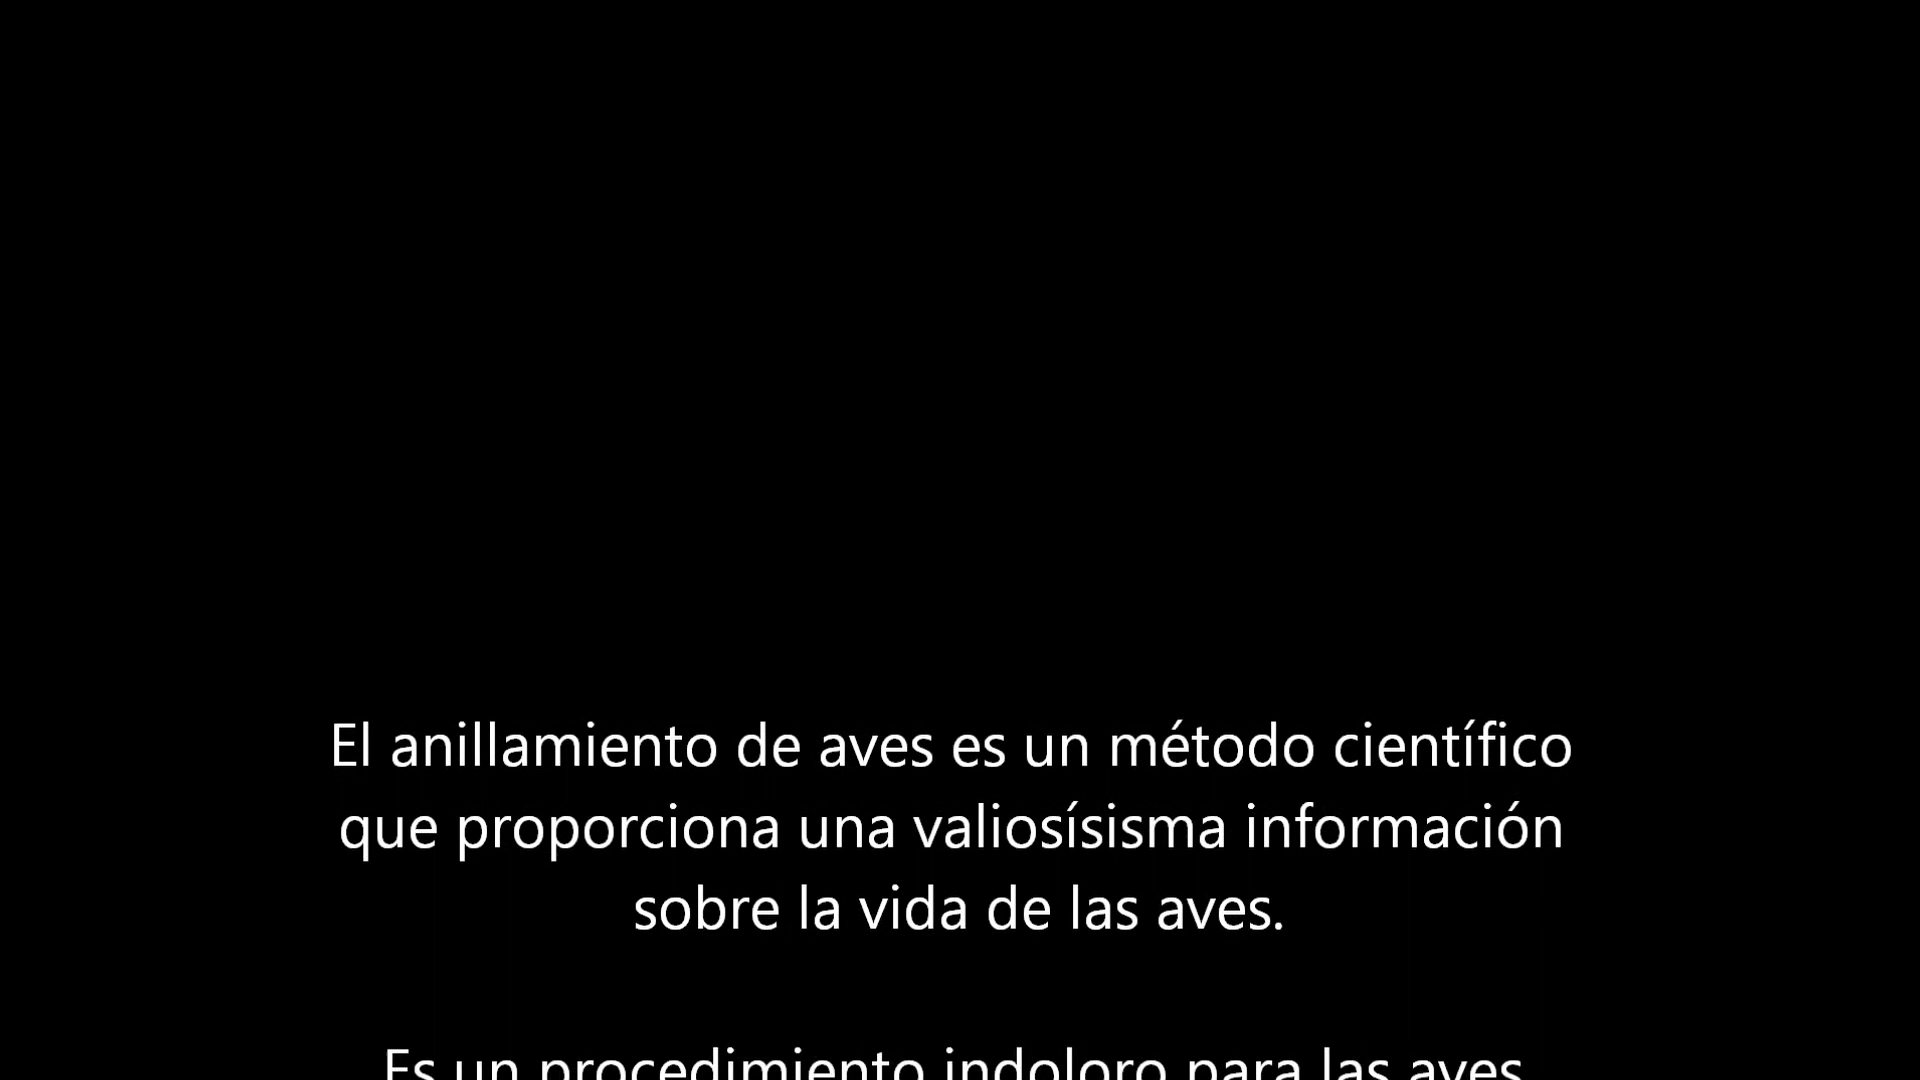 El anillamiento de aves es un método científico
que proporciona una valiosísisma información
sobre la vida de las aves.
Es un procedimiento indoloro para las aves